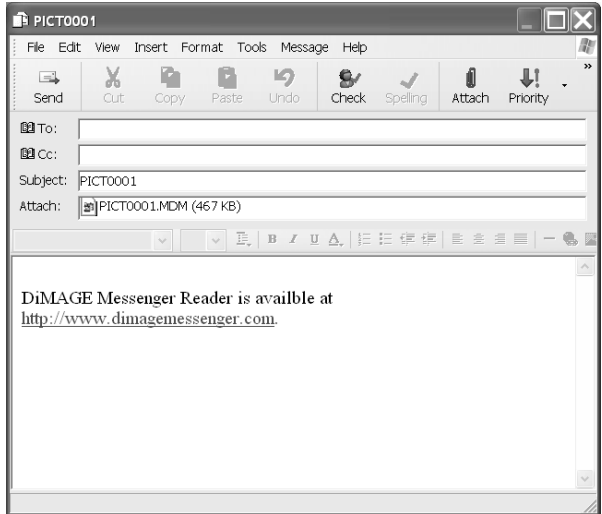 PICT0001
File Edit View Insert Format Tools Message Help
Send Cut Copy Paste Undo Check Spelling Attach Priority »
To:
Cc:
Subject: PICT0001
Attach: PICT0001.MDM (467 KB)
B I U A
DiMAGE Messenger Reader is availble at
http://www.dimagemessenger.com.